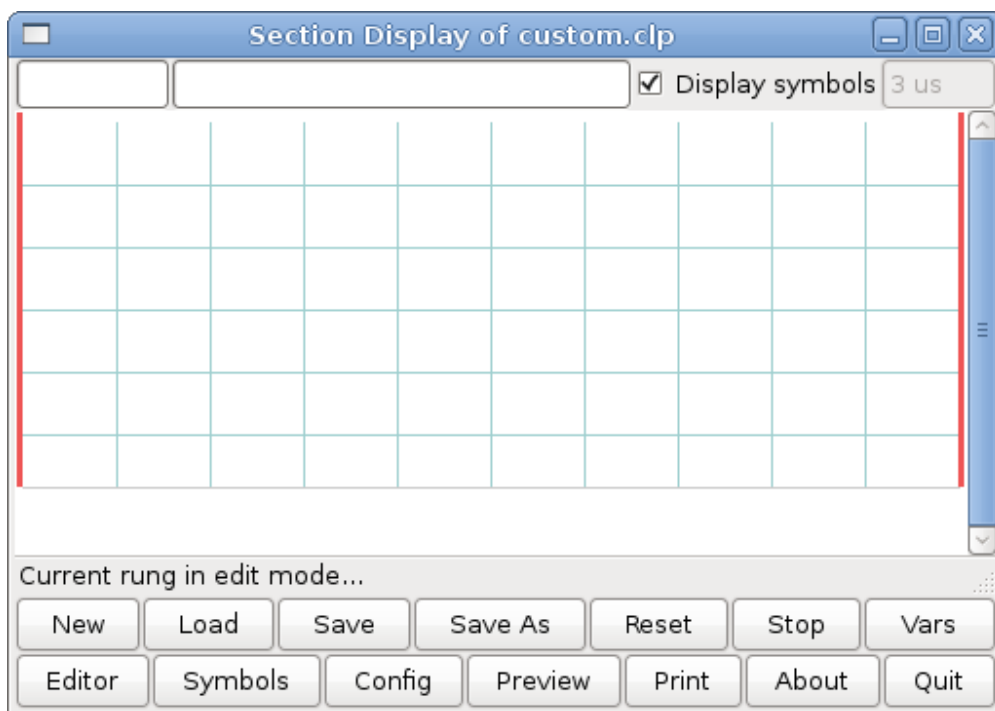 Section Display of custom.clp
Display symbols 3 us
Current rung in edit mode...
New Load Save Save As Reset Stop Vars
Editor Symbols Config Preview Print About Quit